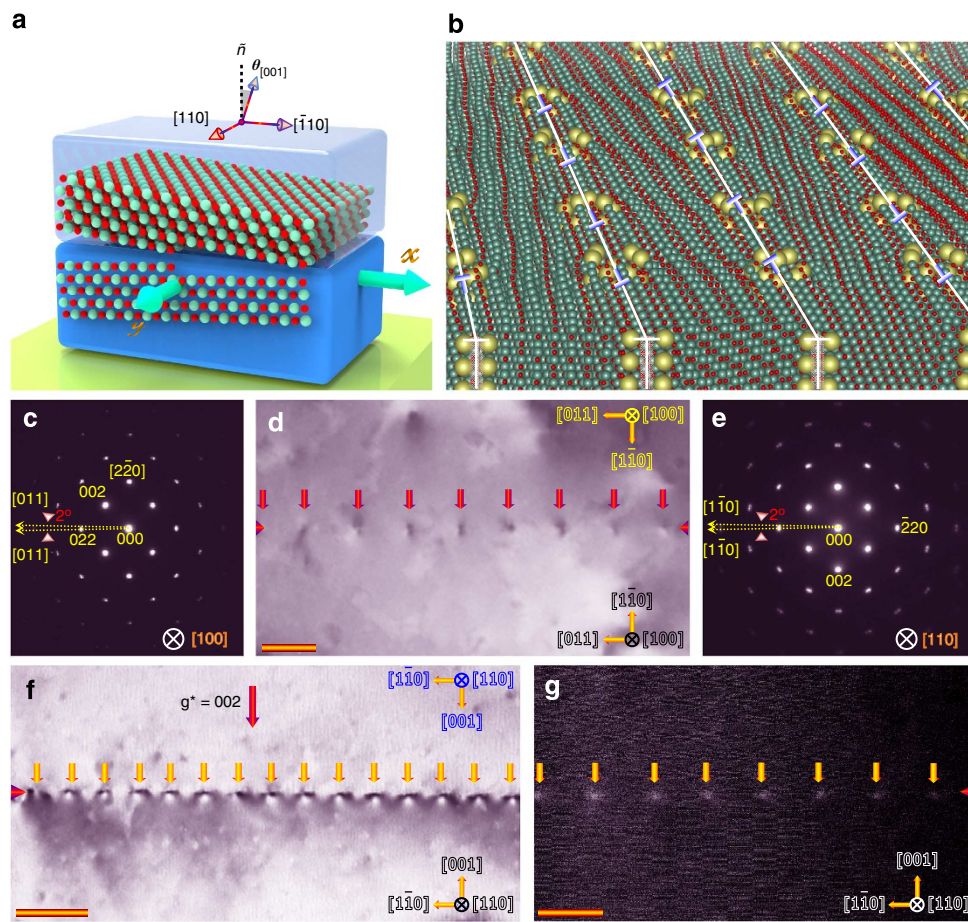 a
ñ
θ[001]
[110]
[1̄10]
x
y
b
c
[22̄0]
002
[011]
2°
022
000
[011]
[100]
d
[011]
[100]
[11̄0]
[11̄0]
[011]
[100]
e
[11̄0]
2°
[11̄0]
000
2̄20
002
[110]
f
g* = 002
[11̄0]
[110]
[001]
[001]
[11̄0]
[110]
g
[001]
[11̄0]
[110]